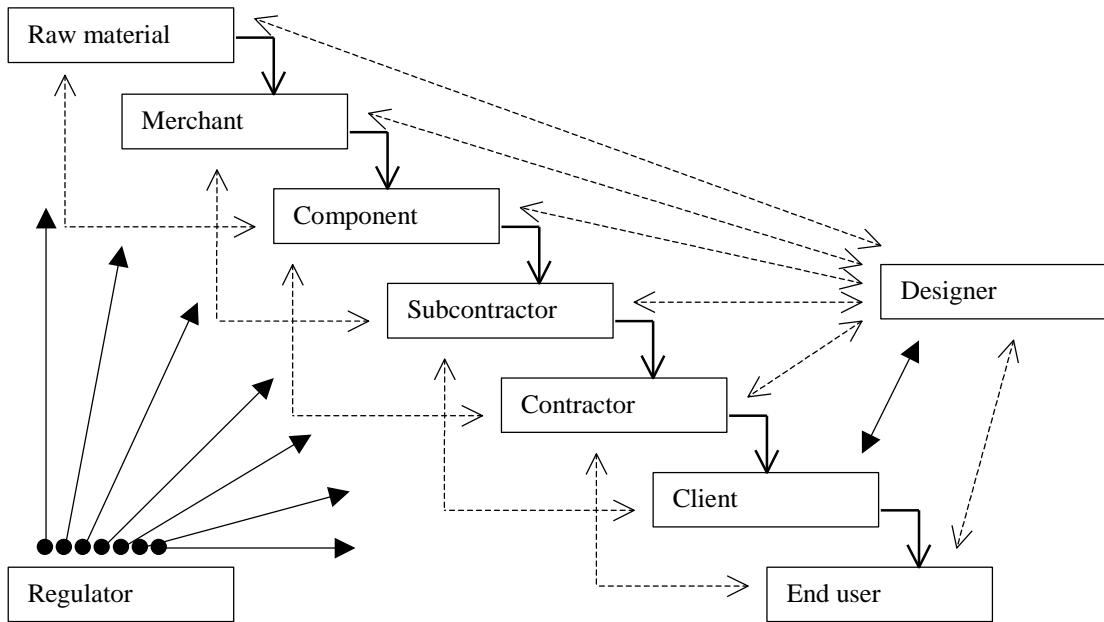 Raw material
Merchant
Component
Designer
Subcontractor
Contractor
Client
Regulator
End user